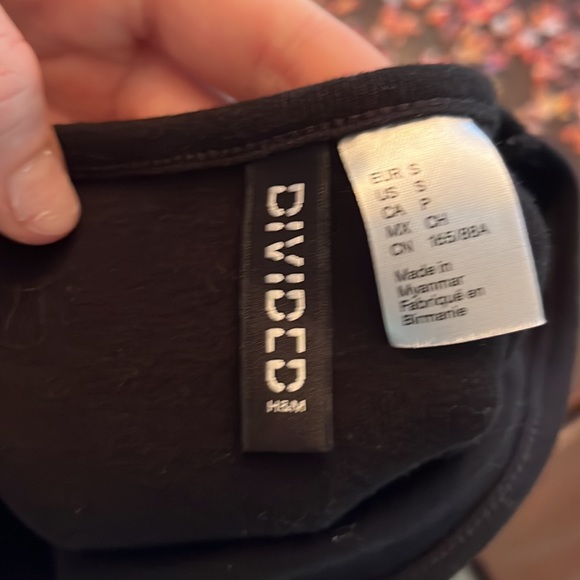 DIVIDED
H&M
EUR S
US S
CA P
MX CH
CN 165/88A
Made in
Myanmar
Fabriqué en
Birmanie